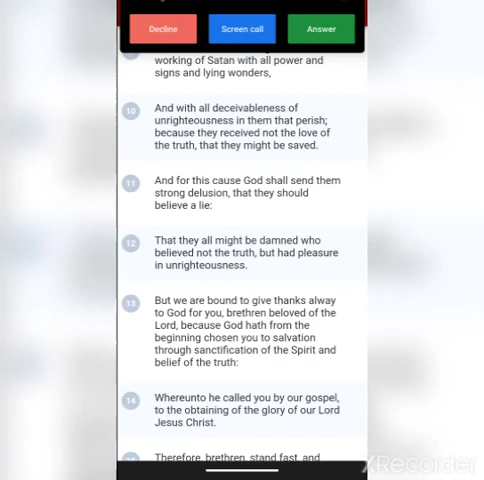 Decline
Screen call
Answer
working of Satan with all power and
signs and lying wonders,
10
And with all deceivableness of
unrighteousness in them that perish;
because they received not the love of
the truth, that they might be saved.
11
And for this cause God shall send them
strong delusion, that they should
believe a lie:
12
That they all might be damned who
believed not the truth, but had pleasure
in unrighteousness.
13
But we are bound to give thanks alway
to God for you, brethren beloved of the
Lord, because God hath from the
beginning chosen you to salvation
through sanctification of the Spirit and
belief of the truth:
14
Whereunto he called you by our gospel,
to the obtaining of the glory of our Lord
Jesus Christ.
Therefore, brethren, stand fast, and
XRecorder